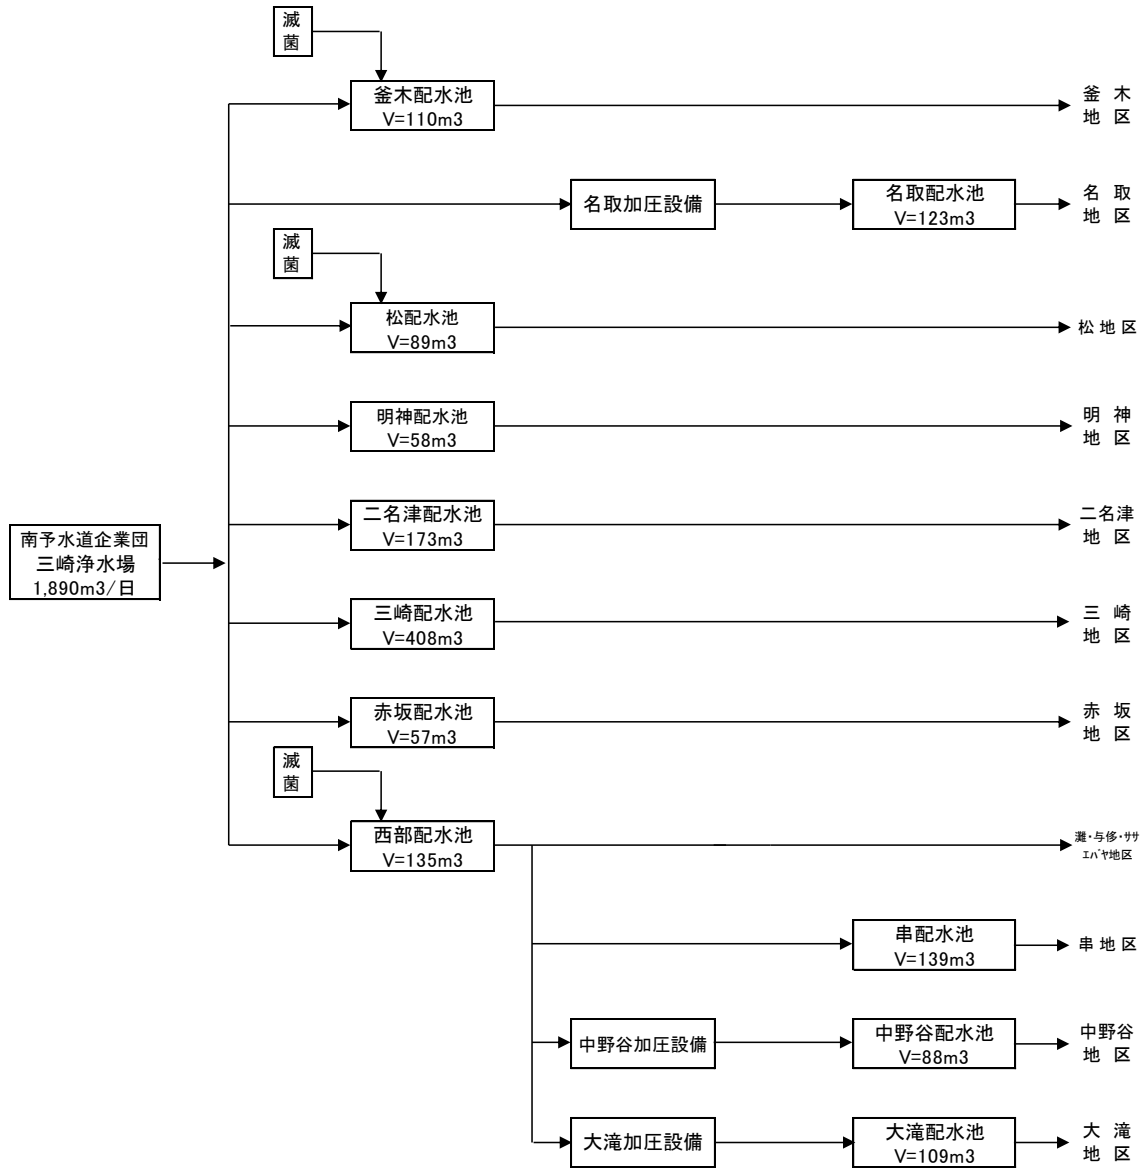 滅
菌
釜木配水池
V=110m3
釜 木
地 区
名取加圧設備
名取配水池
V=123m3
名 取
地 区
滅
菌
松配水池
V=89m3
松地区
明神配水池
V=58m3
明 神
地 区
二名津配水池
V=173m3
二名津
地 区
南予水道企業団
三崎浄水場
1,890m3/日
三崎配水池
V=408m3
三 崎
地 区
赤坂配水池
V=57m3
赤 坂
地 区
滅
菌
西部配水池
V=135m3
灘・与侈・ササ
エバヤ地区
串配水池
V=139m3
串地区
中野谷加圧設備
中野谷配水池
V=88m3
中野谷
地 区
大滝加圧設備
大滝配水池
V=109m3
大 滝
地 区